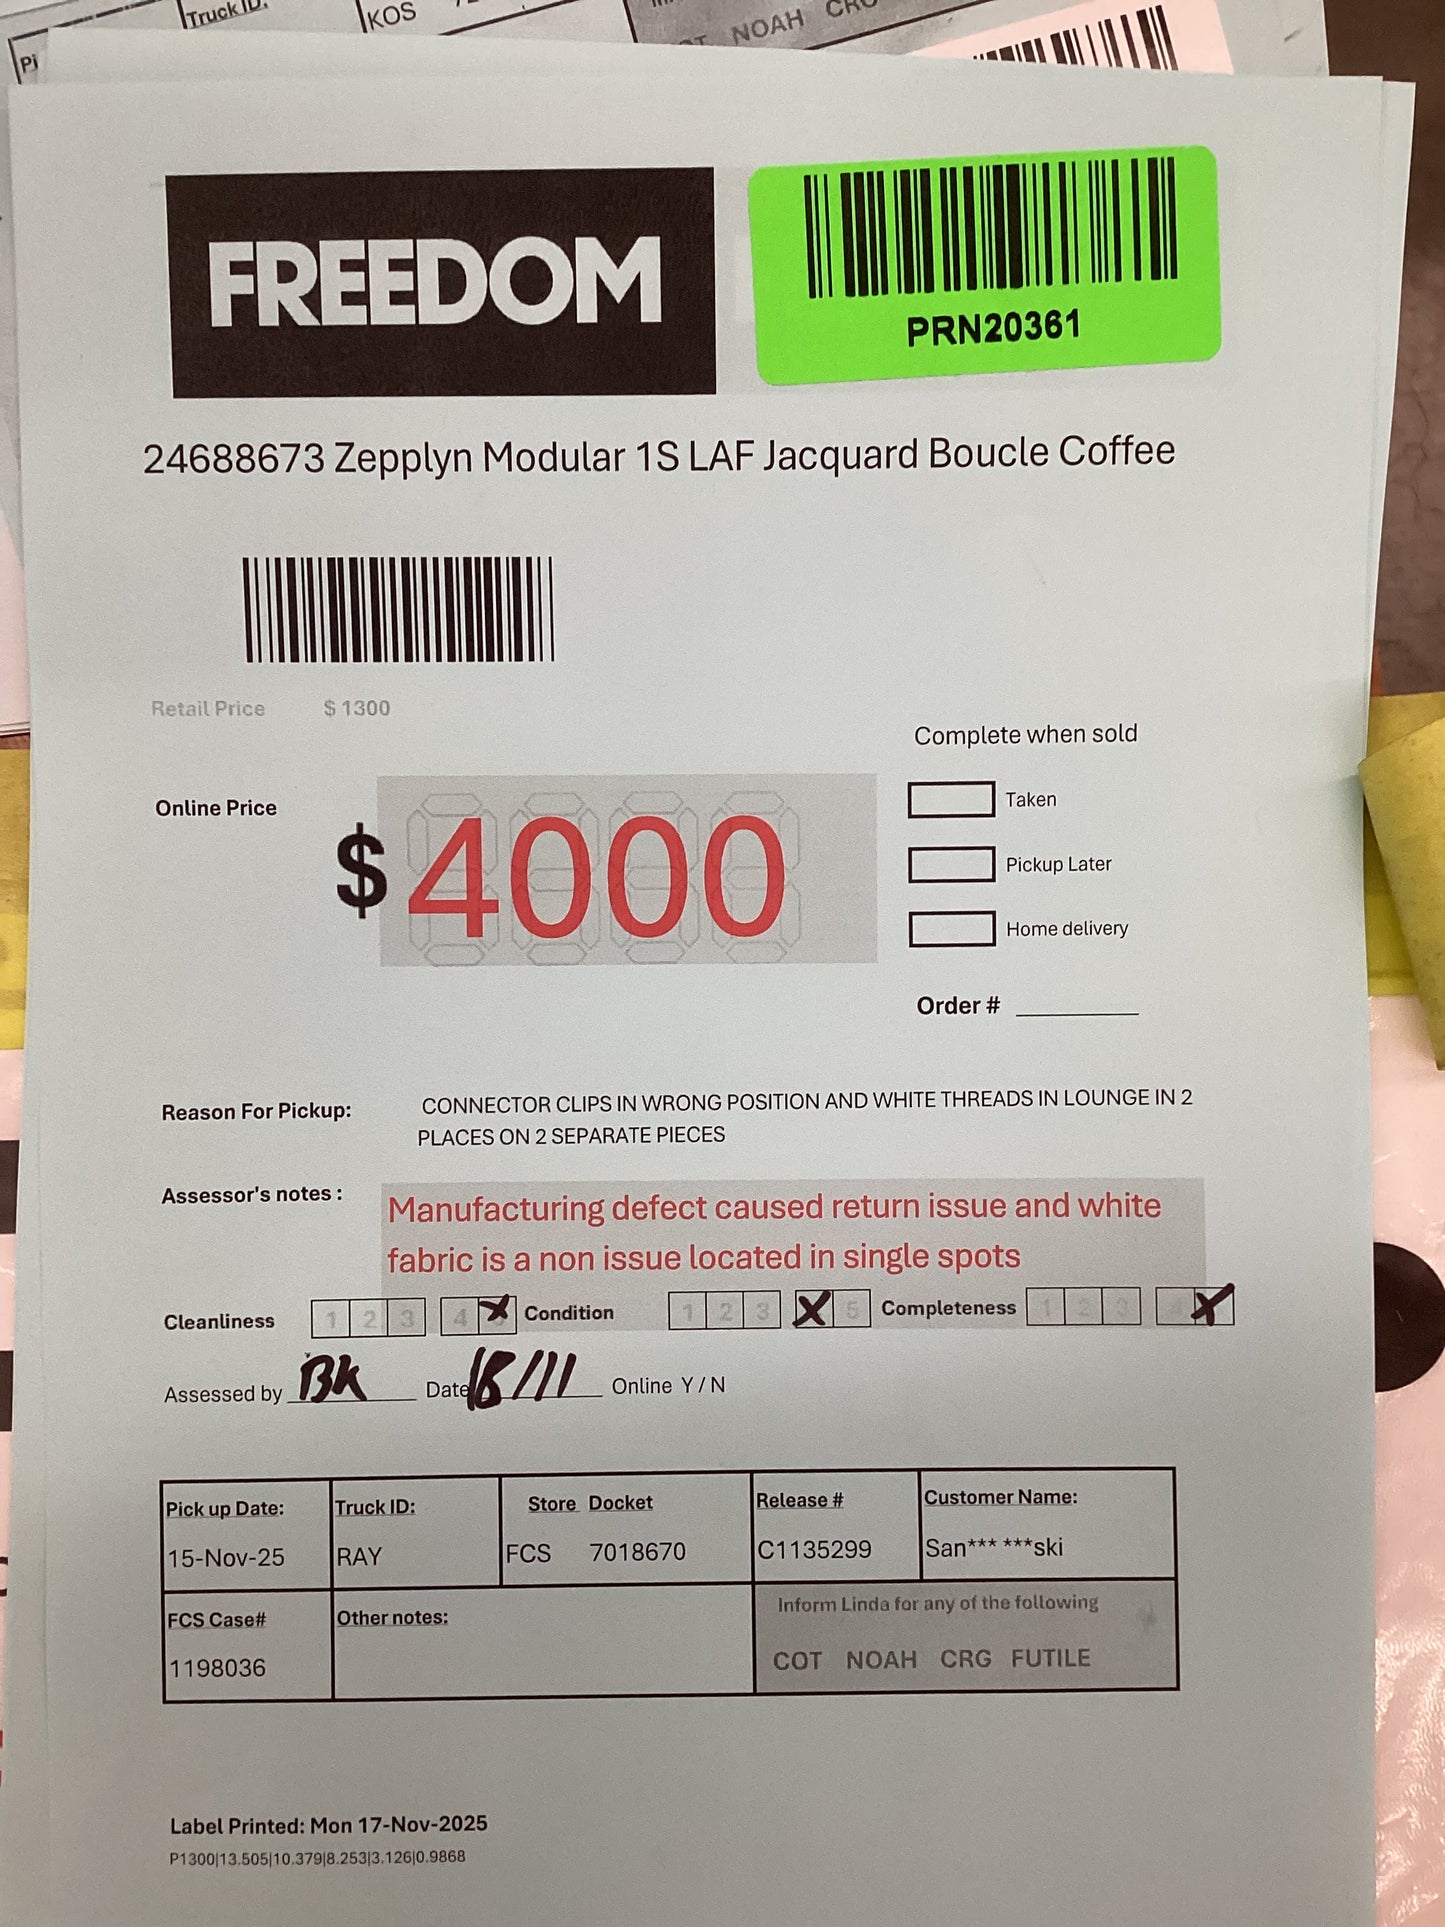 Truck ID:
KOS
NOAH
Pi
FREEDOM
PRN20361
24688673 Zepplyn Modular 1S LAF Jacquard Boucle Coffee
Retail Price $ 1300
Complete when sold
Online Price
$ 4000
Taken
Pickup Later
Home delivery
Order #
Reason For Pickup: CONNECTOR CLIPS IN WRONG POSITION AND WHITE THREADS IN LOUNGE IN 2
PLACES ON 2 SEPARATE PIECES
Assessor's notes : Manufacturing defect caused return issue and white
fabric is a non issue located in single spots
Cleanliness 1 2 3 4 X Condition 1 2 3 X 5 Completeness 1 2 3 4 X
Assessed by BK Date 18/11 Online Y / N
Pick up Date: Truck ID: Store Docket Release # Customer Name:
15-Nov-25 RAY FCS 7018670 C1135299 San*** ***ski
FCS Case# Other notes: Inform Linda for any of the following
1198036 COT NOAH CRG FUTILE
Label Printed: Mon 17-Nov-2025
P1300|13.505|10.379|8.253|3.126|0.9868